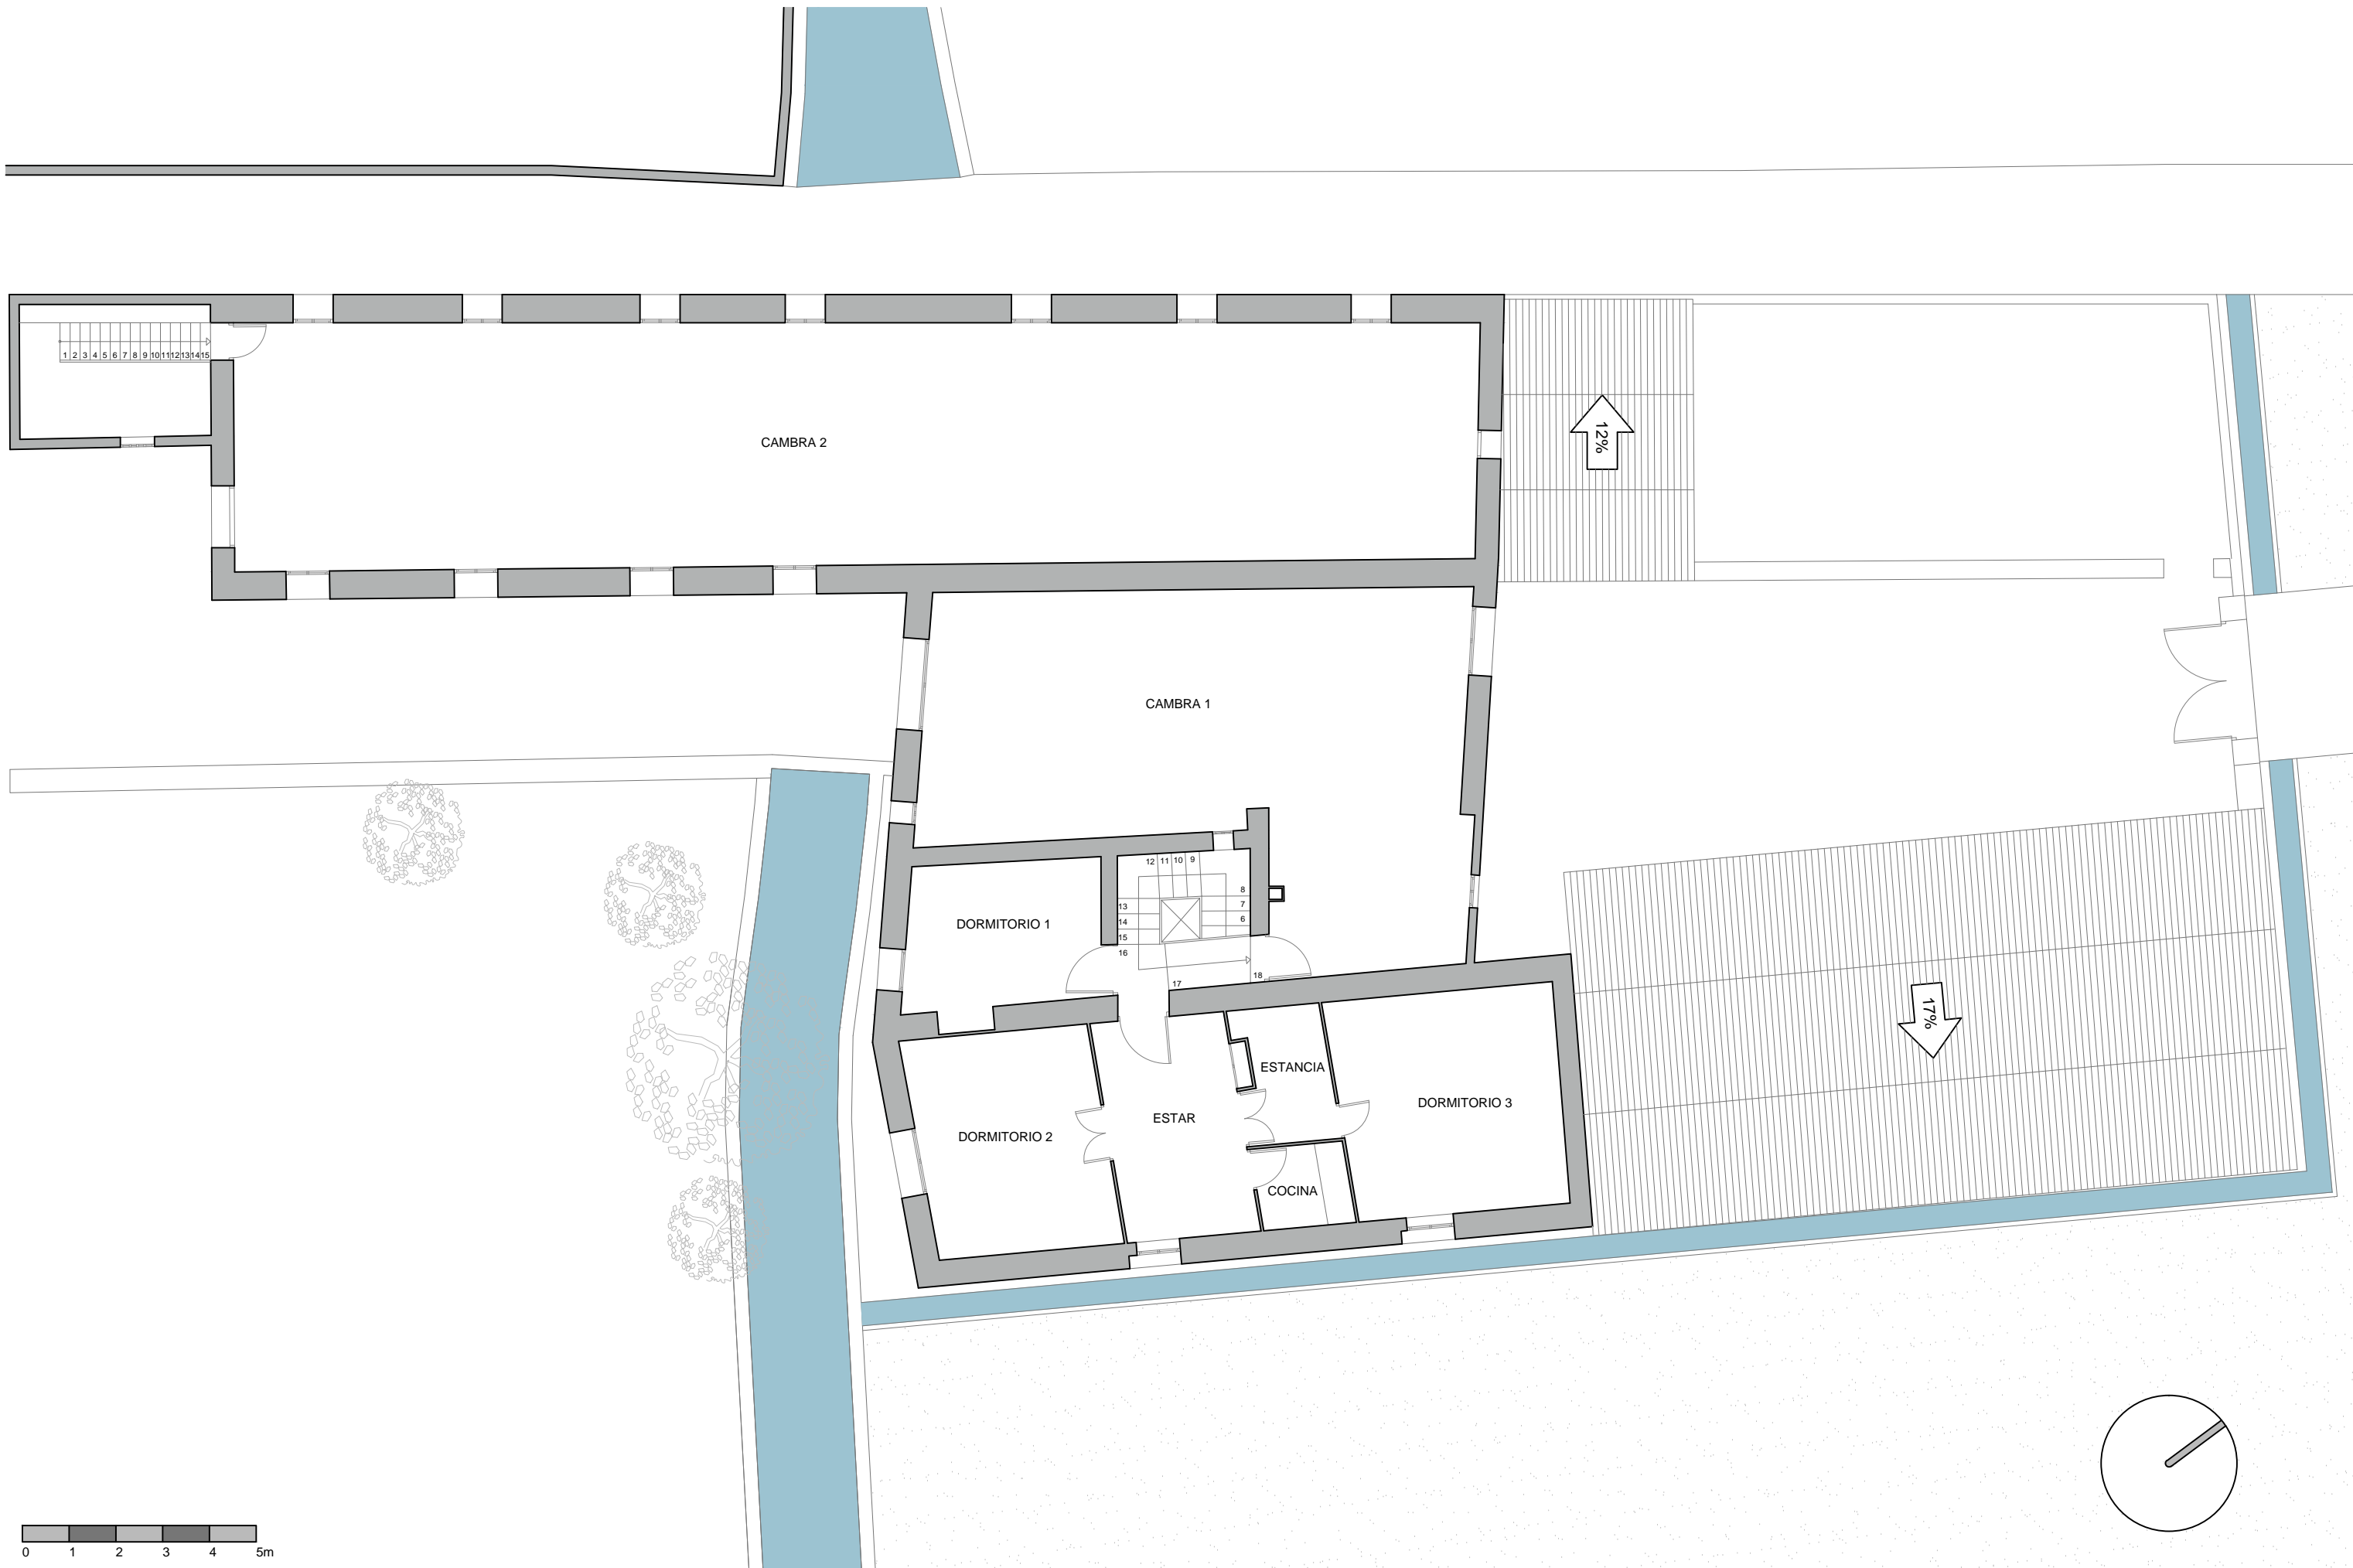 1 2 3 4 5 6 7 8 9 10 11 12 13 14 15
12%
CAMBRA 2
CAMBRA 1
12 11 10 9
8
13
7
14
6
15
16
17
18
DORMITORIO 1
17%
ESTANCIA
DORMITORIO 3
ESTAR
DORMITORIO 2
COCINA
0 1 2 3 4 5m